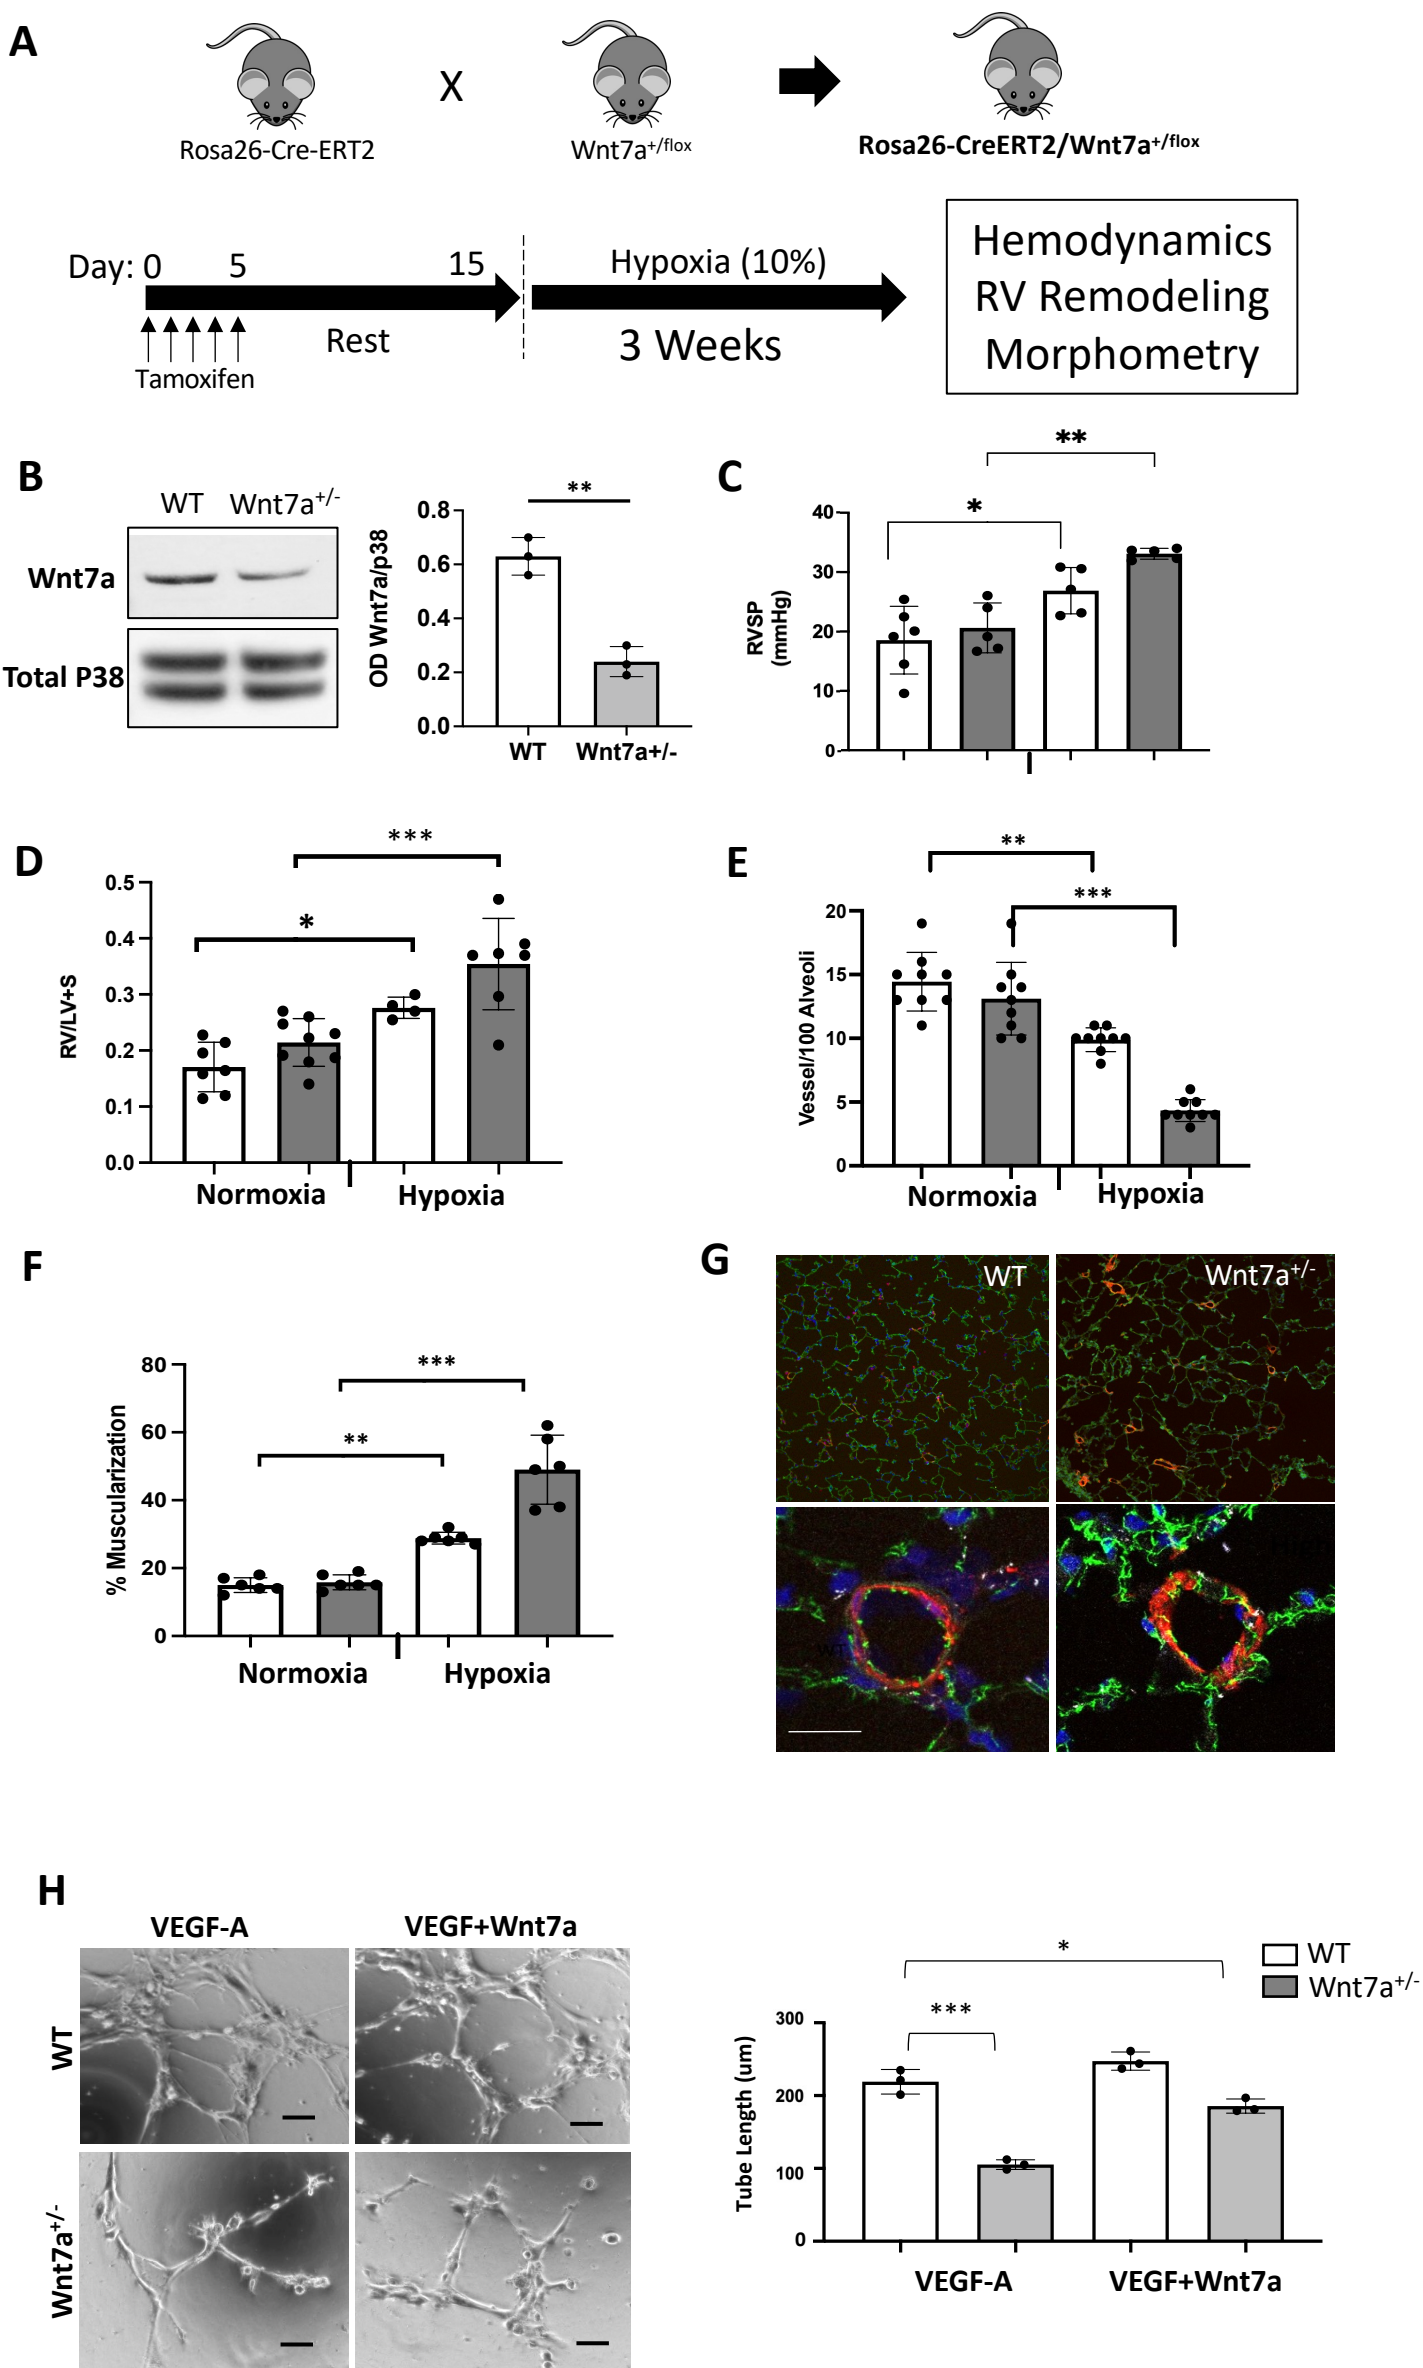 A
X
Rosa26-Cre-ERT2
Wnt7a+/flox
Rosa26-CreERT2/Wnt7a+/flox
Day: 0 5 15
Hypoxia (10%)
Rest
3 Weeks
Tamoxifen
Hemodynamics
RV Remodeling
Morphometry
B
WT Wnt7a+/-
Wnt7a
Total P38
OD Wnt7a/p38
0.8
0.6
0.4
0.2
0.0
**
WT Wnt7a+/-
C
**
*
RVSP
(mmHg)
40
30
20
10
0
D
***
*
RV/LV+S
0.5
0.4
0.3
0.2
0.1
0.0
Normoxia Hypoxia
E
**
***
Vessel/100 Alveoli
20
15
10
5
0
Normoxia Hypoxia
F
***
**
% Muscularization
80
60
40
20
0
Normoxia Hypoxia
G
WT
Wnt7a+/-
WT
H
VEGF-A VEGF+Wnt7a
WT
Wnt7a+/-
*
***
WT
Wnt7a+/-
Tube Length (um)
300
200
100
0
VEGF-A VEGF+Wnt7a